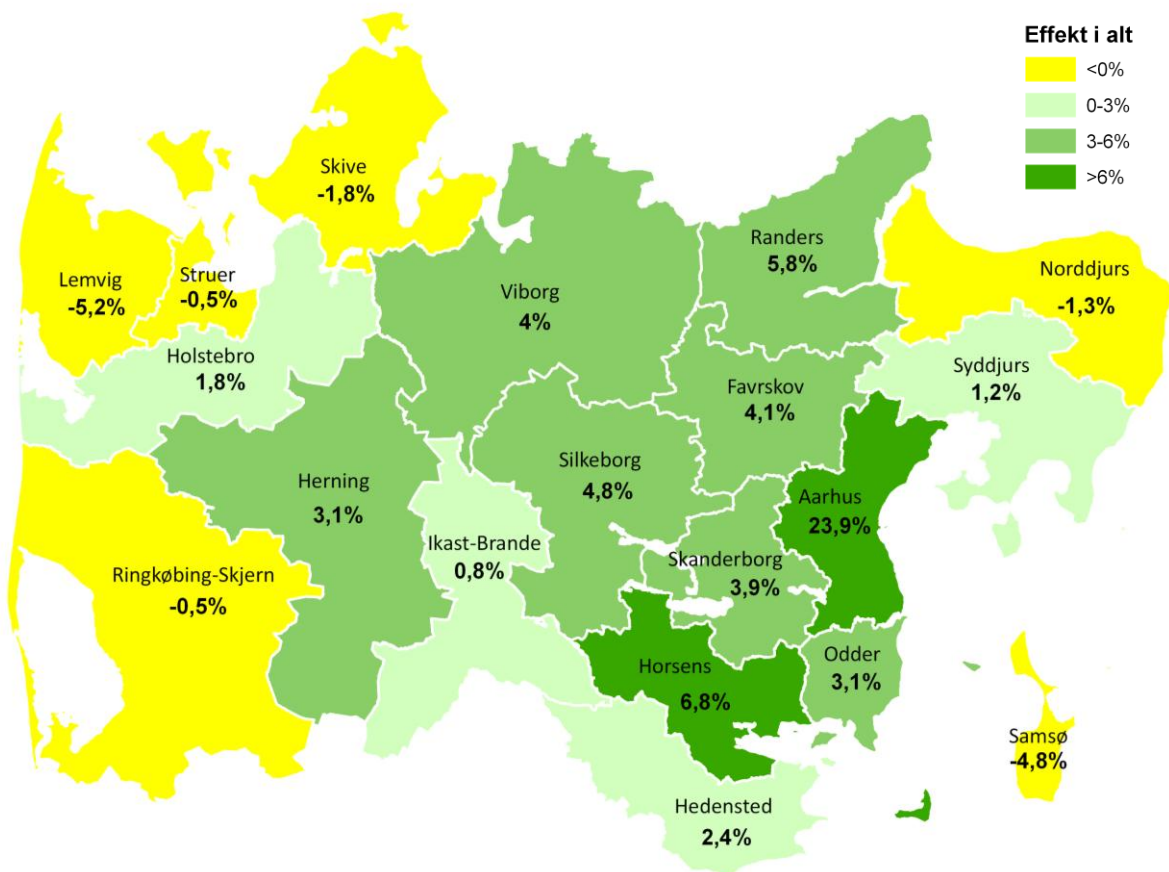 Effekt i alt
<0%
0-3%
3-6%
>6%
Skive
-1,8%
Lemvig
-5,2%
Struer
-0,5%
Holstebro
1,8%
Viborg
4%
Randers
5,8%
Norddjurs
-1,3%
Syddjurs
1,2%
Favrskov
4,1%
Herning
3,1%
Silkeborg
4,8%
Aarhus
23,9%
Ikast-Brande
0,8%
Skanderborg
3,9%
Ringkøbing-Skjern
-0,5%
Horsens
6,8%
Odder
3,1%
Samsø
-4,8%
Hedensted
2,4%